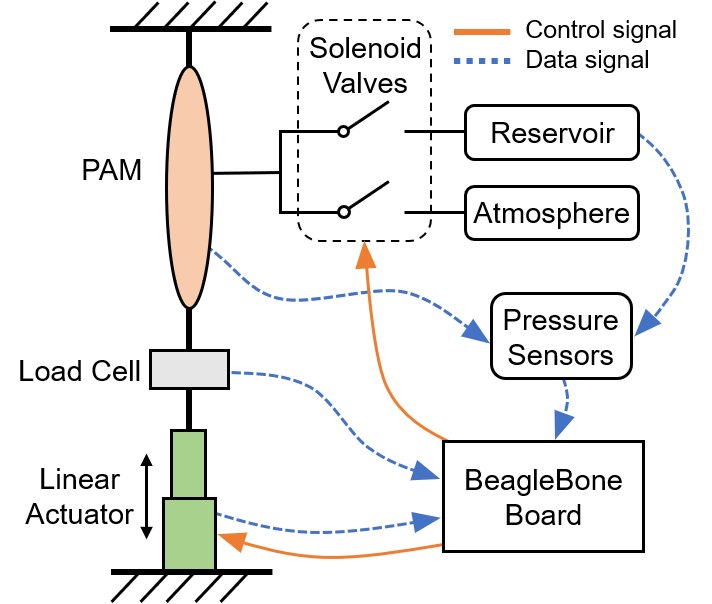 Solenoid
Valves
Control signal
Data signal
PAM
Reservoir
Atmosphere
Pressure
Sensors
Load Cell
Linear
Actuator
BeagleBone
Board